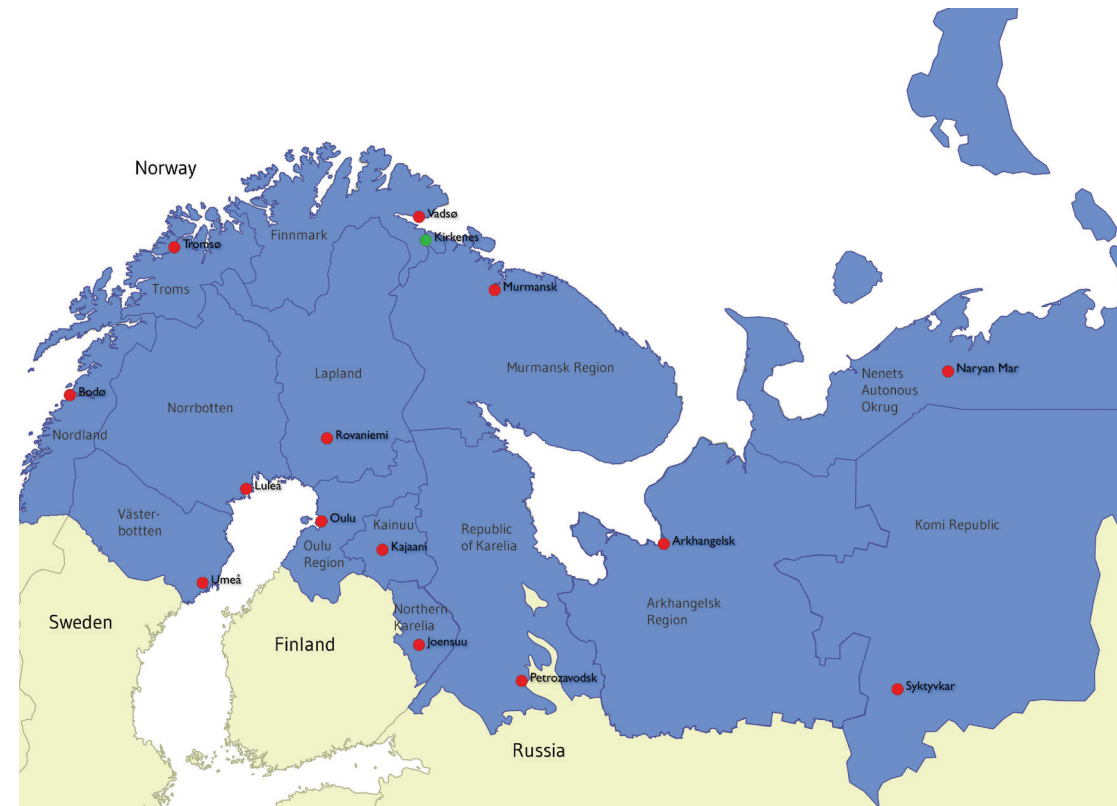 Norway
Vadsø
Finnmark
Kirkenes
Tromsø
Troms
Murmansk
Murmansk Region
Naryan Mar
Nenets
Autonous
Okrug
Lapland
Bodø
Norrbotten
Nordland
Rovaniemi
Luleå
Väster-
bottten
Oulu
Kainuu
Republic
of Karelia
Komi Republic
Oulu
Region
Kajaani
Arkhangelsk
Umeå
Sweden
Northern
Karelia
Arkhangelsk
Region
Finland
Joensuu
Petrozavodsk
Syktyvkar
Russia